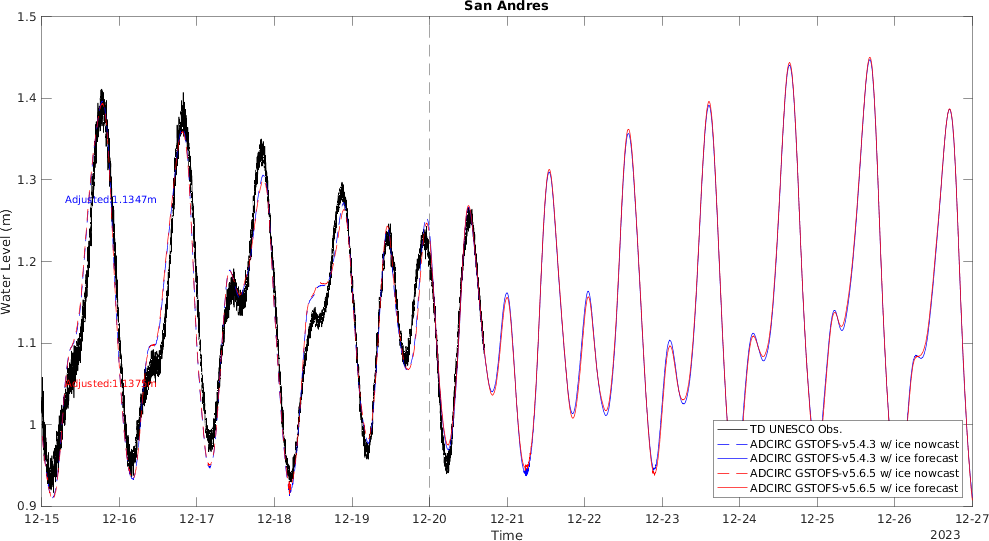 San Andres
1.5
1.4
1.3
1.2
1.1
1
0.9
Water Level (m)
Adjusted:1.1347m
Adjusted:1.1375m
TD UNESCO Obs.
ADCIRC GSTOFS-v5.4.3 w/ ice nowcast
ADCIRC GSTOFS-v5.4.3 w/ ice forecast
ADCIRC GSTOFS-v5.6.5 w/ ice nowcast
ADCIRC GSTOFS-v5.6.5 w/ ice forecast
12-15 12-16 12-17 12-18 12-19 12-20 12-21 12-22 12-23 12-24 12-25 12-26 12-27
Time
2023